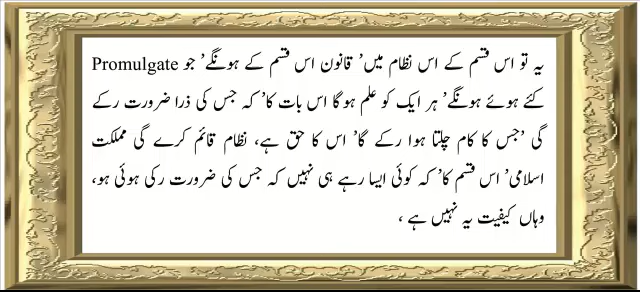 یہ تو اس قسم کے اس نظام میں’ قانون اس قسم کے ہونگے’ جو Promulgate
کئے ہوئے ہونگے’ ہر ایک کو علم ہوگا اس بات کا’ کہ جس کی ذرا ضرورت رکے
گی ’جس کا کام چلتا ہوا رکے گا’ اس کا حق ہے، نظام قائم کرے گی مملکت
اسلامی’ اس قسم کا’ کہ کوئی ایسا رہے ہی نہیں کہ جس کی ضرورت رکی ہوئی ہو،
وہاں کیفیت یہ نہیں ہے ،